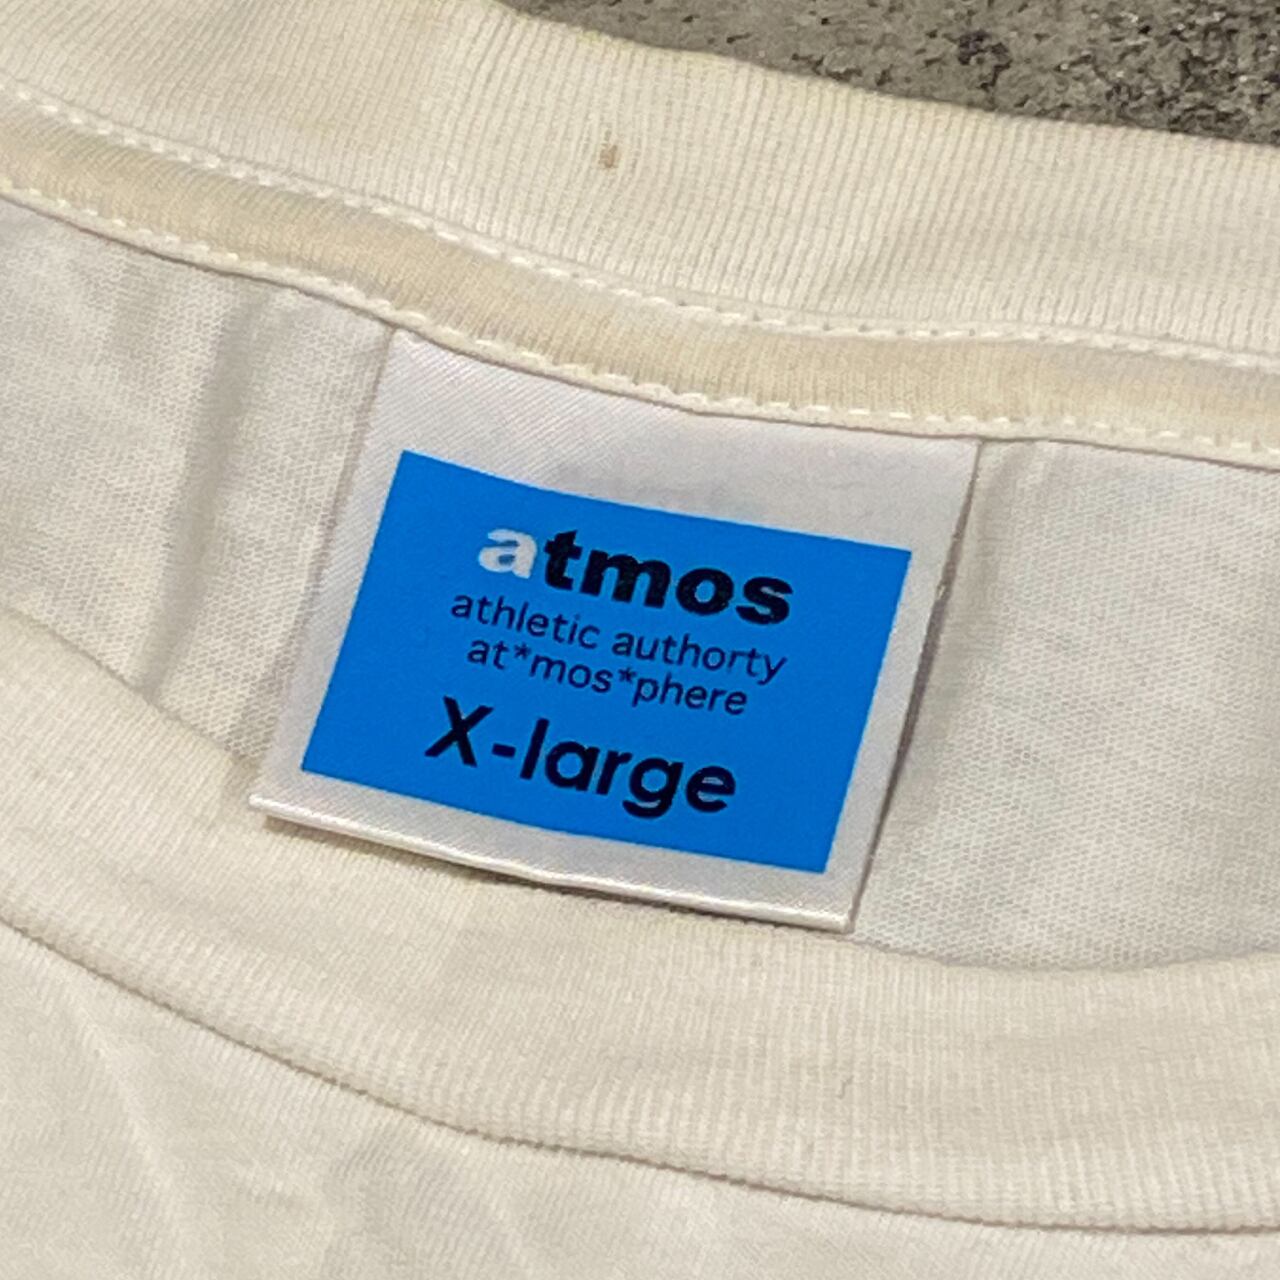 atmos
athletic authorty
at*mos*phere
X-large